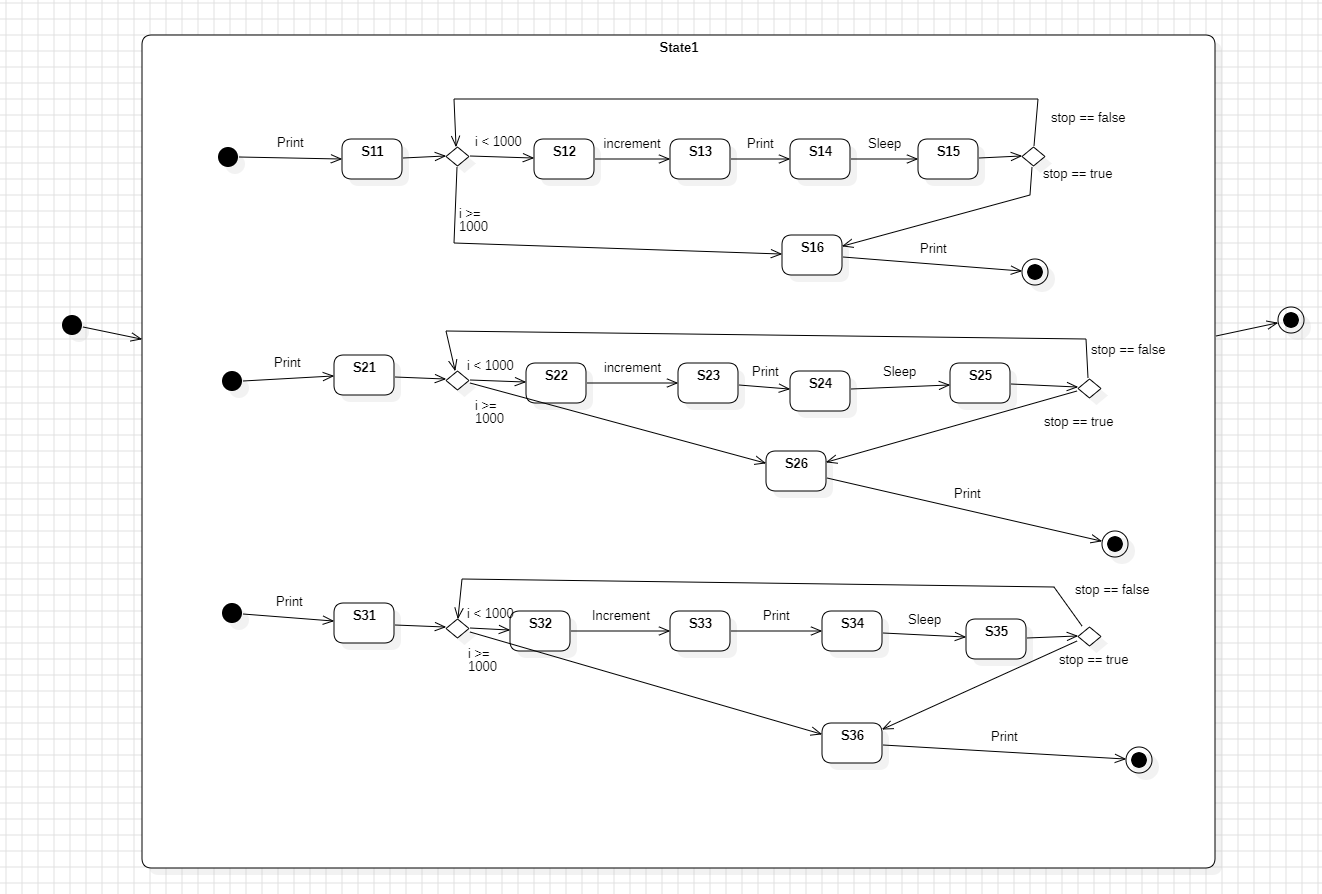 State1
stop == false
Print
S11
i < 1000
S12
increment
S13
Print
S14
Sleep
S15
stop == true
i >=
1000
S16
Print
stop == false
Print
S21
i < 1000
S22
increment
S23
Print
S24
Sleep
S25
i >=
1000
stop == true
S26
Print
stop == false
Print
S31
i < 1000
S32
Increment
S33
Print
S34
Sleep
S35
i >=
1000
stop == true
S36
Print